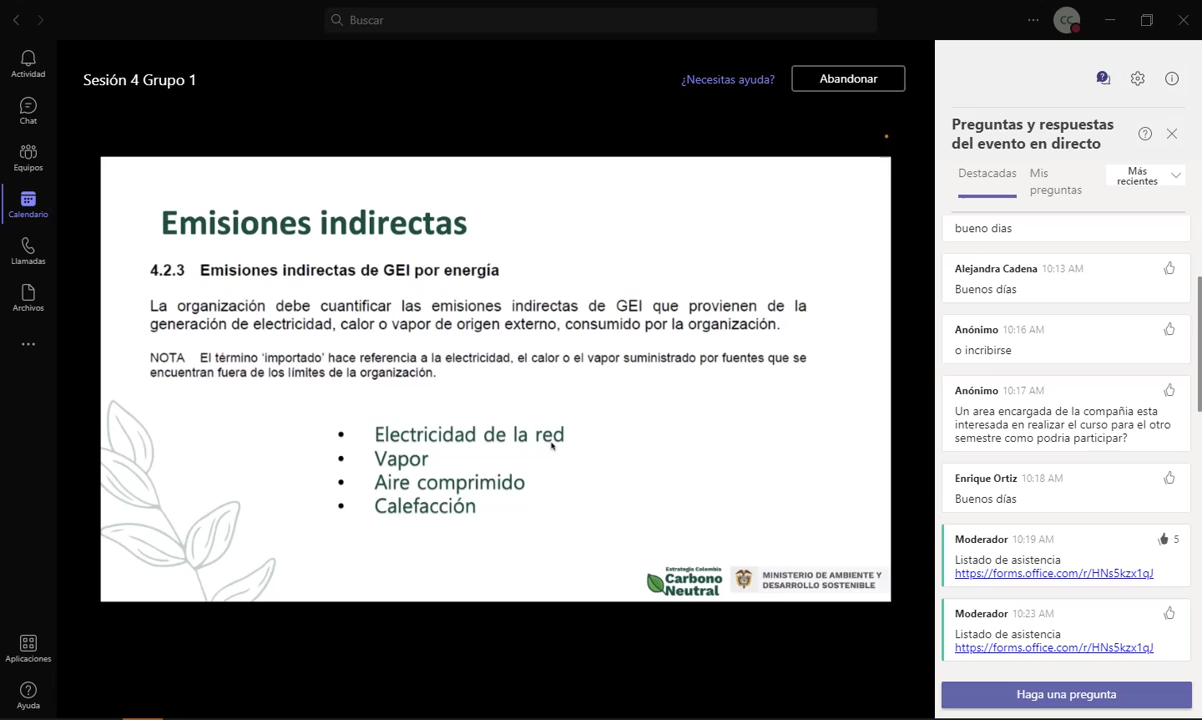 Buscar
CC
Actividad
Chat
Equipos
Calendario
Llamadas
Archivos
Aplicaciones
Ayuda
Sesión 4 Grupo 1
¿Necesitas ayuda?
Abandonar
Emisiones indirectas
4.2.3 Emisiones indirectas de GEI por energía
La organización debe cuantificar las emisiones indirectas de GEI que provienen de la
generación de electricidad, calor o vapor de origen externo, consumido por la organización.
NOTA El término 'importado' hace referencia a la electricidad, el calor o el vapor suministrado por fuentes que se
encuentran fuera de los límites de la organización.
• Electricidad de la red
• Vapor
• Aire comprimido
• Calefacción
Estrategia Colombia
Carbono
Neutral
MINISTERIO DE AMBIENTE Y
DESARROLLO SOSTENIBLE
Preguntas y respuestas
del evento en directo
Destacadas
Mis
preguntas
Más
recientes
bueno dias
Alejandra Cadena 10:13 AM
Buenos días
Anónimo 10:16 AM
o incribirse
Anónimo 10:17 AM
Un area encargada de la compañia esta
interesada en realizar el curso para el otro
semestre como podria participar?
Enrique Ortiz 10:18 AM
Buenos días
Moderador 10:19 AM 5
Listado de asistencia
https://forms.office.com/r/HNs5kzx1qJ
Moderador 10:23 AM
Listado de asistencia
https://forms.office.com/r/HNs5kzx1qJ
Haga una pregunta